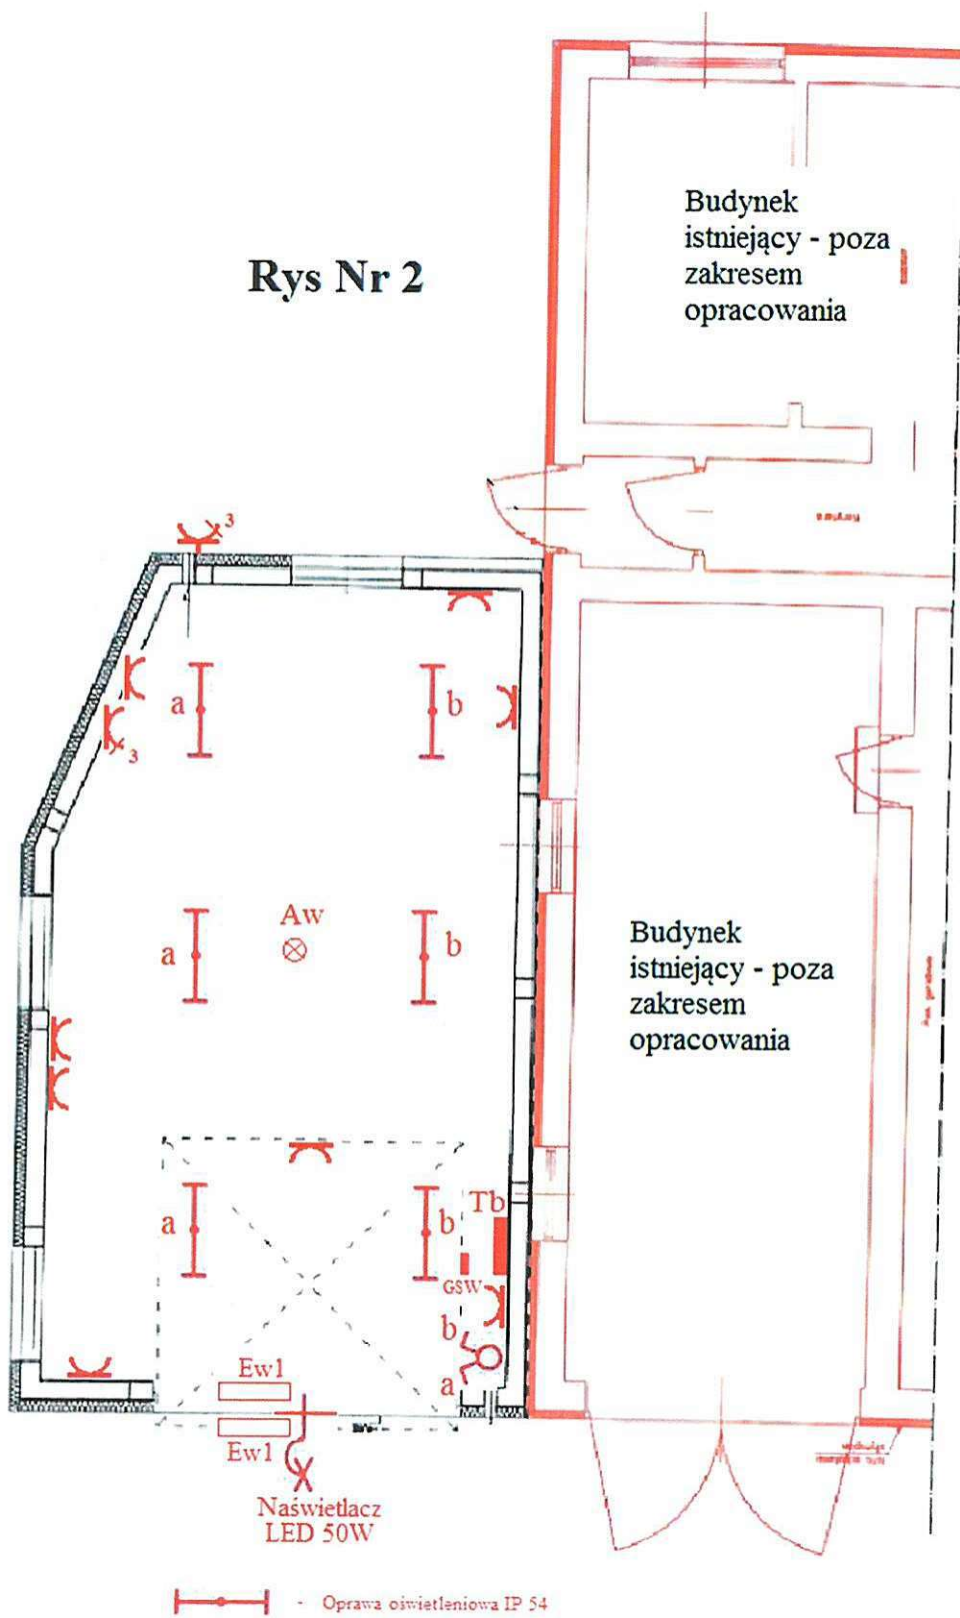 Budynek
istniejący - poza
zakresem
opracowania
Rys Nr 2
3
a
b
3
Aw
a
b
Budynek
istniejący - poza
zakresem
opracowania
a
b
Tb
GSW
b
a
Ew1
Ew1
Naświetlacz
LED 50W
- Oprawa oświetleniowa IP 54